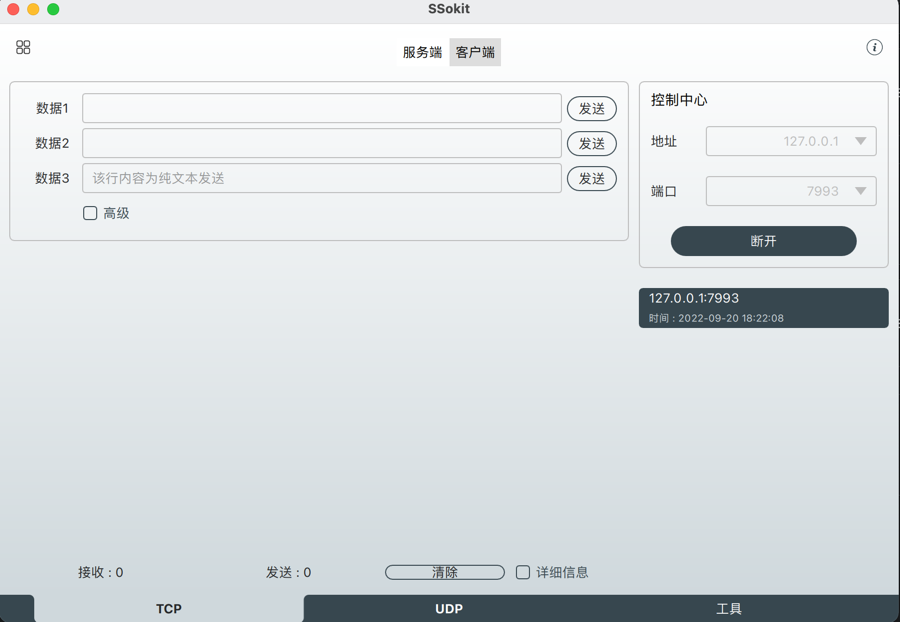 SSokit
服务端 客户端
数据1 发送
数据2 发送
数据3 该行内容为纯文本发送 发送
高级
控制中心
地址 127.0.0.1
端口 7993
断开
127.0.0.1:7993
时间 : 2022-09-20 18:22:08
接收 : 0 发送 : 0 清除 详细信息
TCP UDP 工具